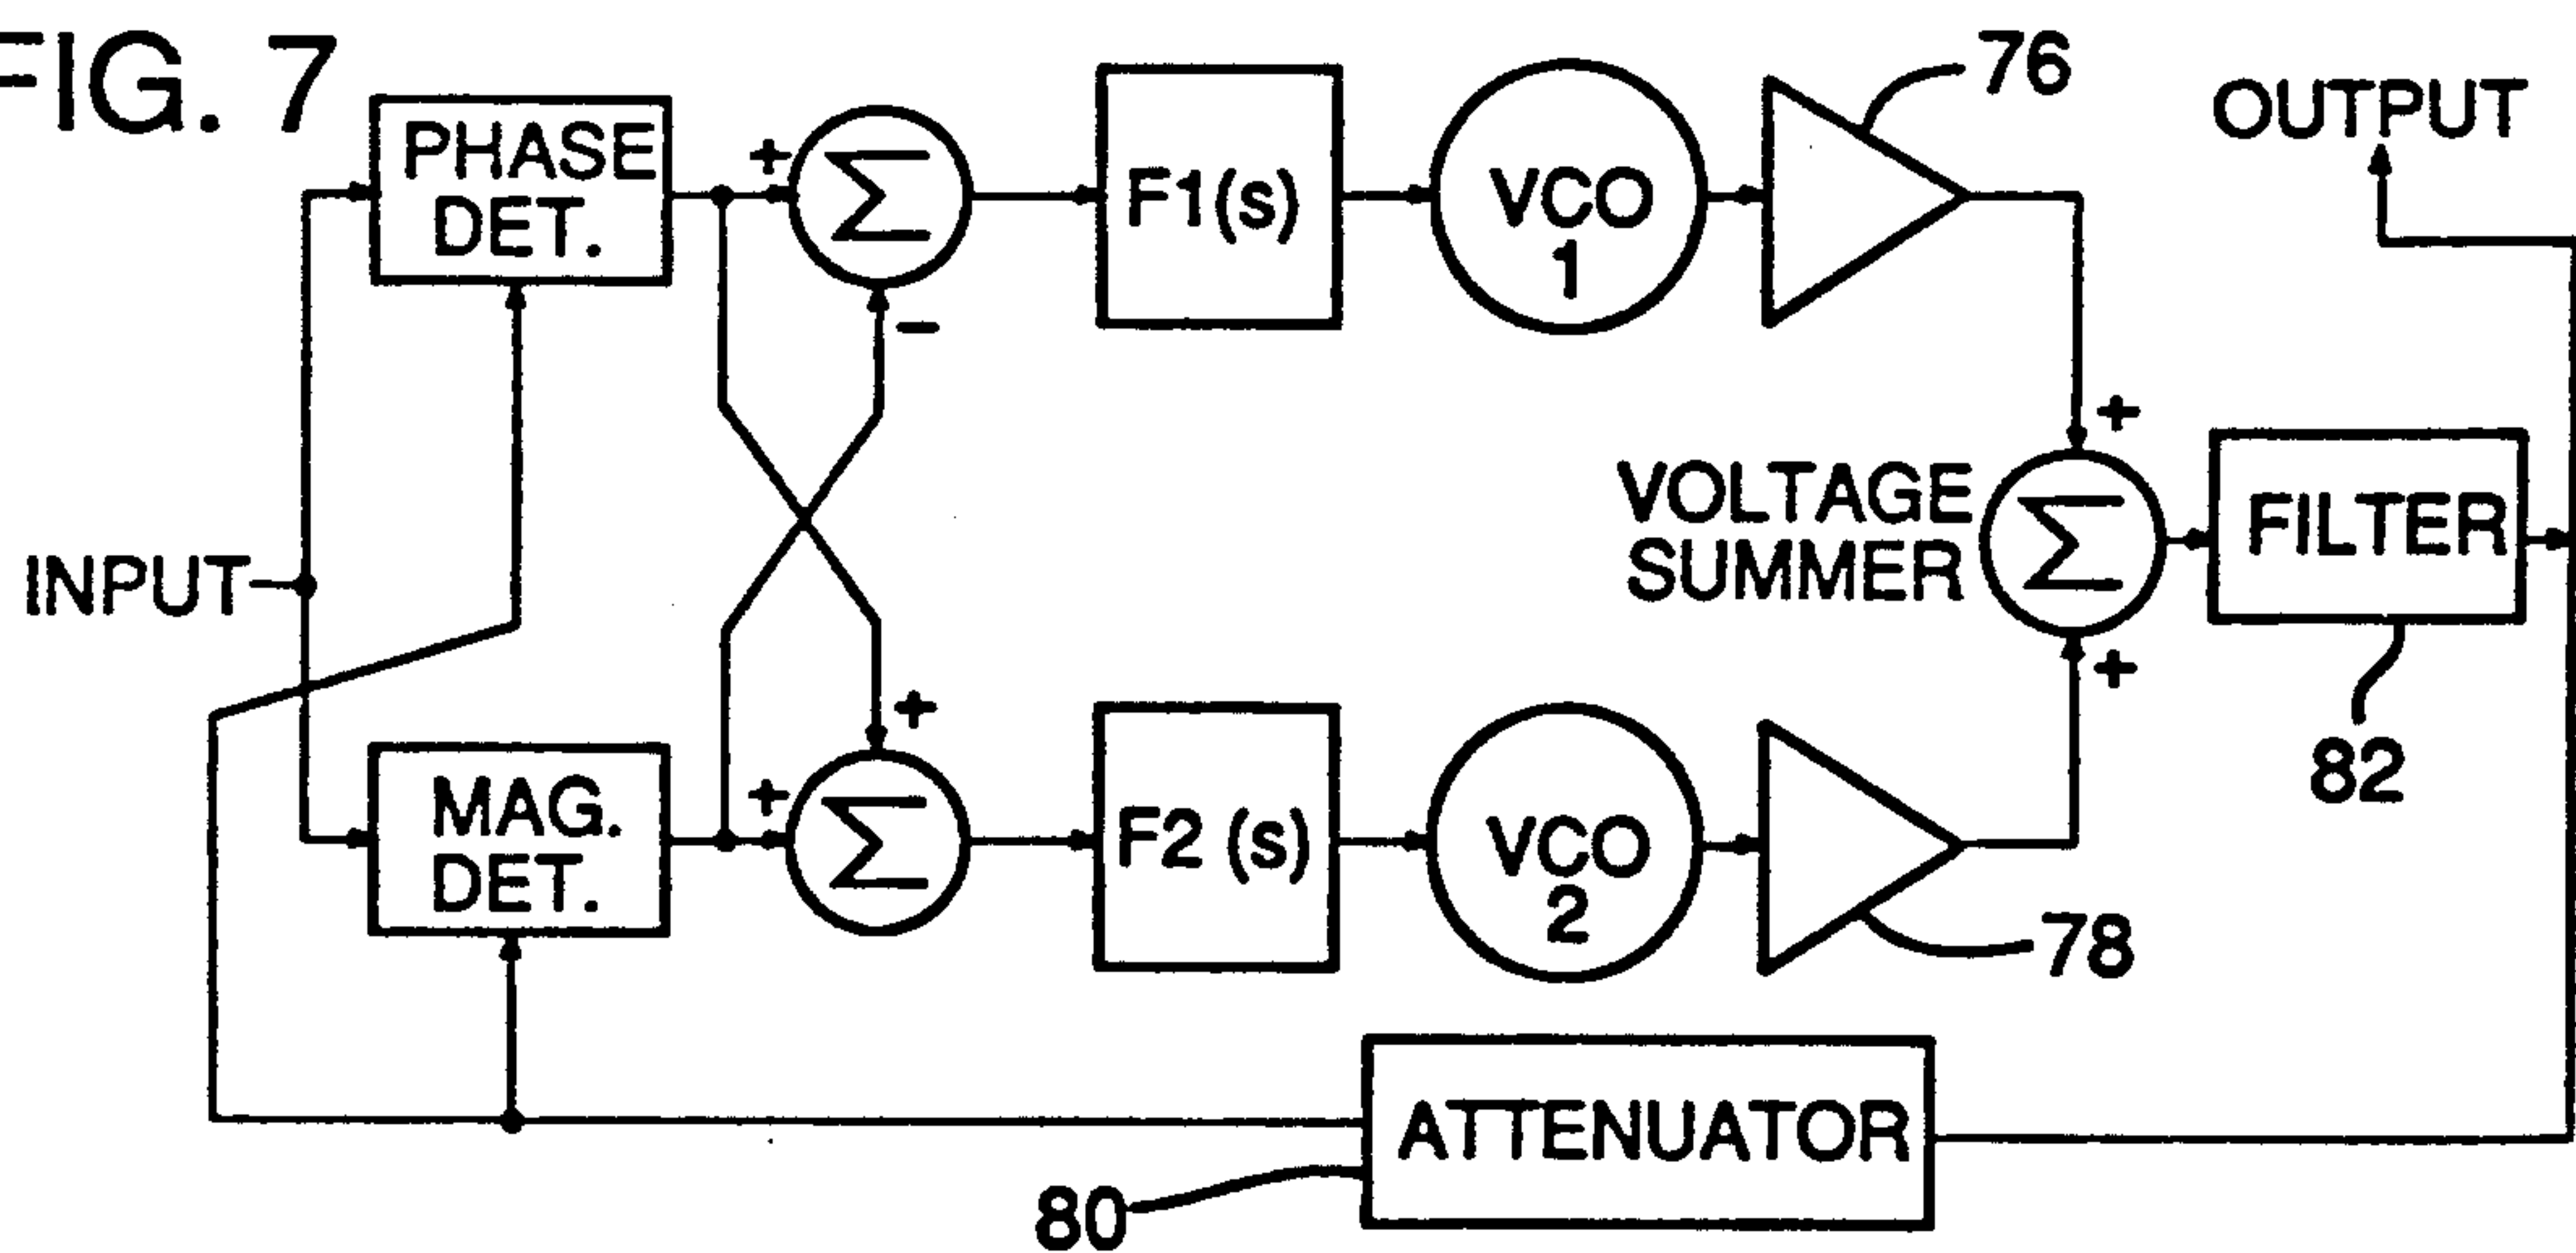 FIG. 7
PHASE
DET.
+
Σ
−
F1(s)
VCO
1
76
OUTPUT
INPUT
VOLTAGE
SUMMER
+
Σ
+
FILTER
82
MAG.
DET.
+
+
Σ
F2 (s)
VCO
2
78
ATTENUATOR
80